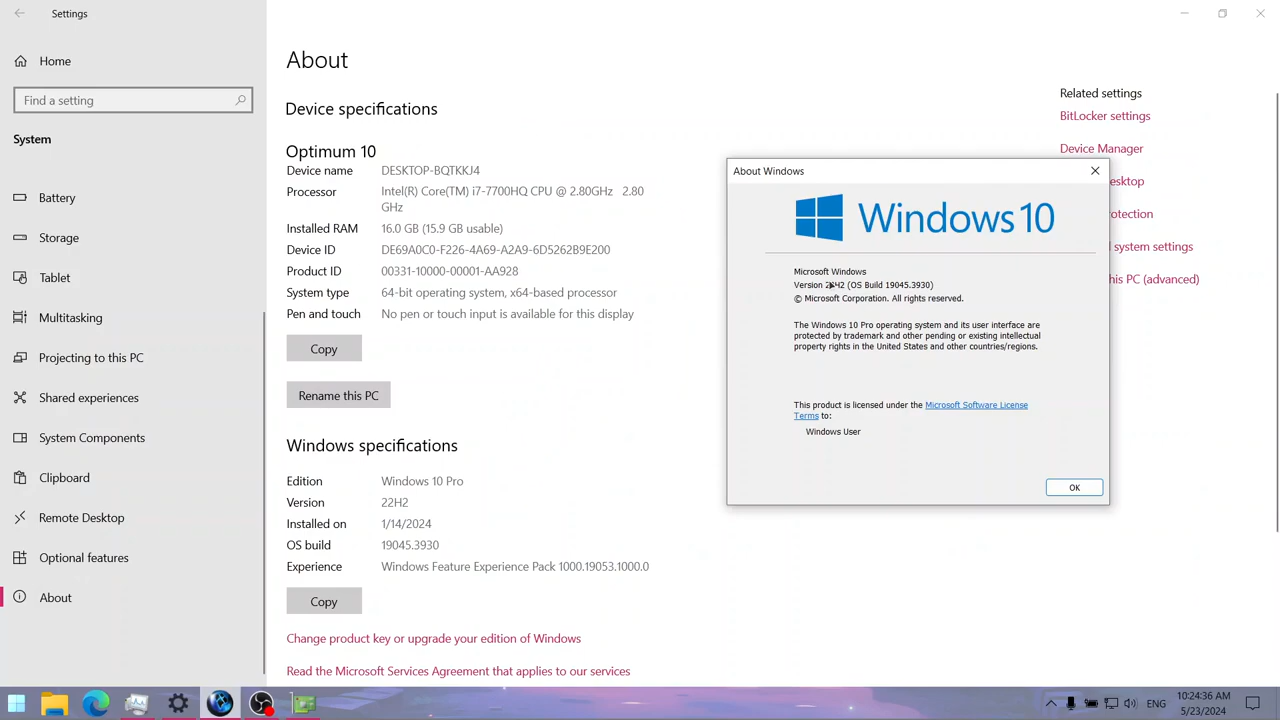 Settings
Home
Find a setting
System
Battery
Storage
Tablet
Multitasking
Projecting to this PC
Shared experiences
System Components
Clipboard
Remote Desktop
Optional features
About
About
Device specifications
Optimum 10
Device name DESKTOP-BQTKKJ4
Processor Intel(R) Core(TM) i7-7700HQ CPU @ 2.80GHz 2.80
GHz
Installed RAM 16.0 GB (15.9 GB usable)
Device ID DE69A0C0-F226-4A69-A2A9-6D5262B9E200
Product ID 00331-10000-00001-AA928
System type 64-bit operating system, x64-based processor
Pen and touch No pen or touch input is available for this display
Copy
Rename this PC
Windows specifications
Edition Windows 10 Pro
Version 22H2
Installed on 1/14/2024
OS build 19045.3930
Experience Windows Feature Experience Pack 1000.19053.1000.0
Copy
Change product key or upgrade your edition of Windows
Read the Microsoft Services Agreement that applies to our services
Related settings
BitLocker settings
Device Manager
system settings
PC (advanced)
About Windows
Windows 10
Microsoft Windows
Version 22H2 (OS Build 19045.3930)
© Microsoft Corporation. All rights reserved.
The Windows 10 Pro operating system and its user interface are
protected by trademark and other pending or existing intellectual
property rights in the United States and other countries/regions.
This product is licensed under the Microsoft Software License
Terms to:
Windows User
OK
ENG
10:24:36 AM
5/23/2024